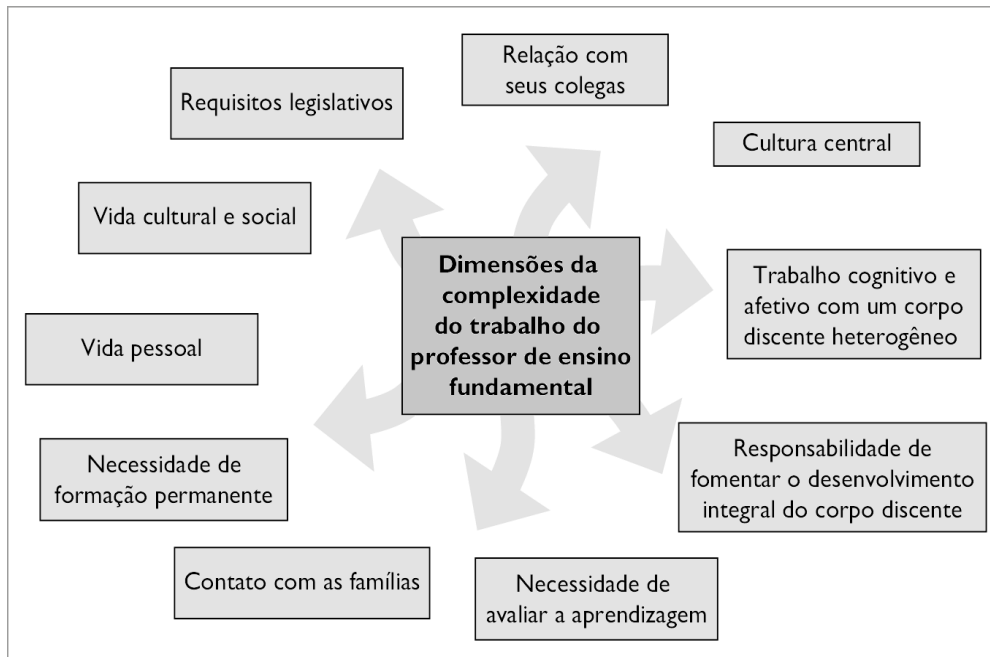 Relação com
seus colegas
Requisitos legislativos
Cultura central
Vida cultural e social
Dimensões da
complexidade
do trabalho do
professor de ensino
fundamental
Trabalho cognitivo e
afetivo com um corpo
discente heterogêneo
Vida pessoal
Necessidade de
formação permanente
Responsabilidade de
fomentar o desenvolvimento
integral do corpo discente
Contato com as famílias
Necessidade de
avaliar a aprendizagem